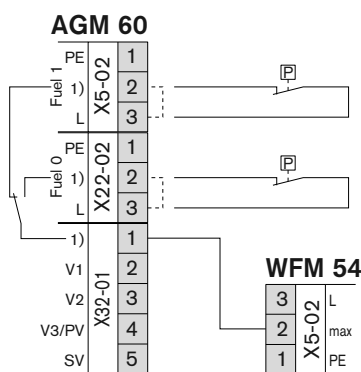 AGM 60
Fuel 1
PE
1)
L
X5-02
1
2
3
P
Fuel 0
PE
1)
L
X22-02
1
2
3
P
1)
V1
V2
V3/PV
SV
X32-01
1
2
3
4
5
WFM 54
3
2
1
X5-02
L
max
PE